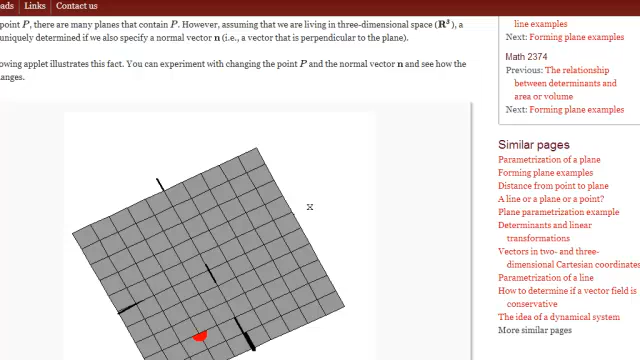 ads Links Contact us
point P, there are many planes that contain P. However, assuming that we are living in three-dimensional space (R³), a
uniquely determined if we also specify a normal vector n (i.e., a vector that is perpendicular to the plane).
owing applet illustrates this fact. You can experiment with changing the point P and the normal vector n and see how the
anges.
x
line examples
Next: Forming plane examples
Math 2374
Previous: The relationship
between determinants and
area or volume
Next: Forming plane examples
Similar pages
Parametrization of a plane
Forming plane examples
Distance from point to plane
A line or a plane or a point?
Plane parametrization example
Determinants and linear
transformations
Vectors in two- and three-
dimensional Cartesian coordinates
Parametrization of a line
How to determine if a vector field is
conservative
The idea of a dynamical system
More similar pages